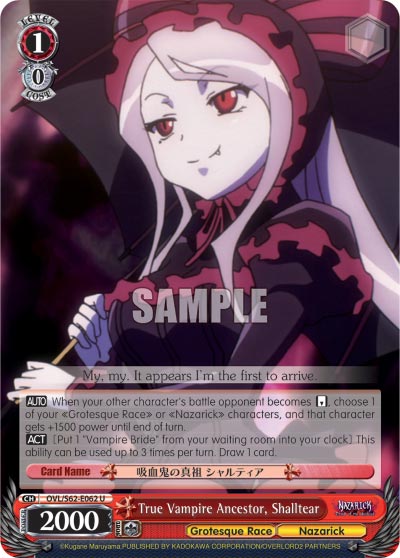 LEVEL
1
0
COST
SAMPLE
My, my. It appears I'm the first to arrive.
AUTO When your other character's battle opponent becomes [ ], choose 1
of your «Grotesque Race» or «Nazarick» characters, and that character
gets +1500 power until end of turn.
ACT [Put 1 "Vampire Bride" from your waiting room into your clock] This
ability can be used up to 3 times per turn. Draw 1 card.
Card Name 吸血鬼の真祖 シャルティア
CH OVL/S62-E062 U
True Vampire Ancestor, Shalltear
NAZARICK
POWER 2000
Grotesque Race Nazarick
©Kugane Maruyama,PUBLISHED BY KADOKAWA CORPORATION/OVERLORD2 PARTNERS